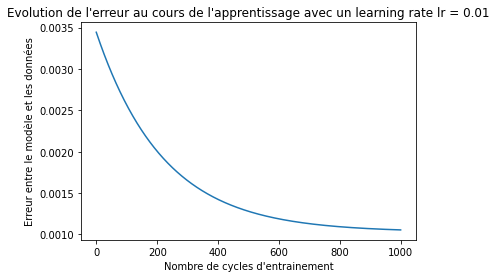 Evolution de l'erreur au cours de l'apprentissage avec un learning rate lr = 0.01
Erreur entre le modèle et les données
0.0035
0.0030
0.0025
0.0020
0.0015
0.0010
0 200 400 600 800 1000
Nombre de cycles d'entrainement